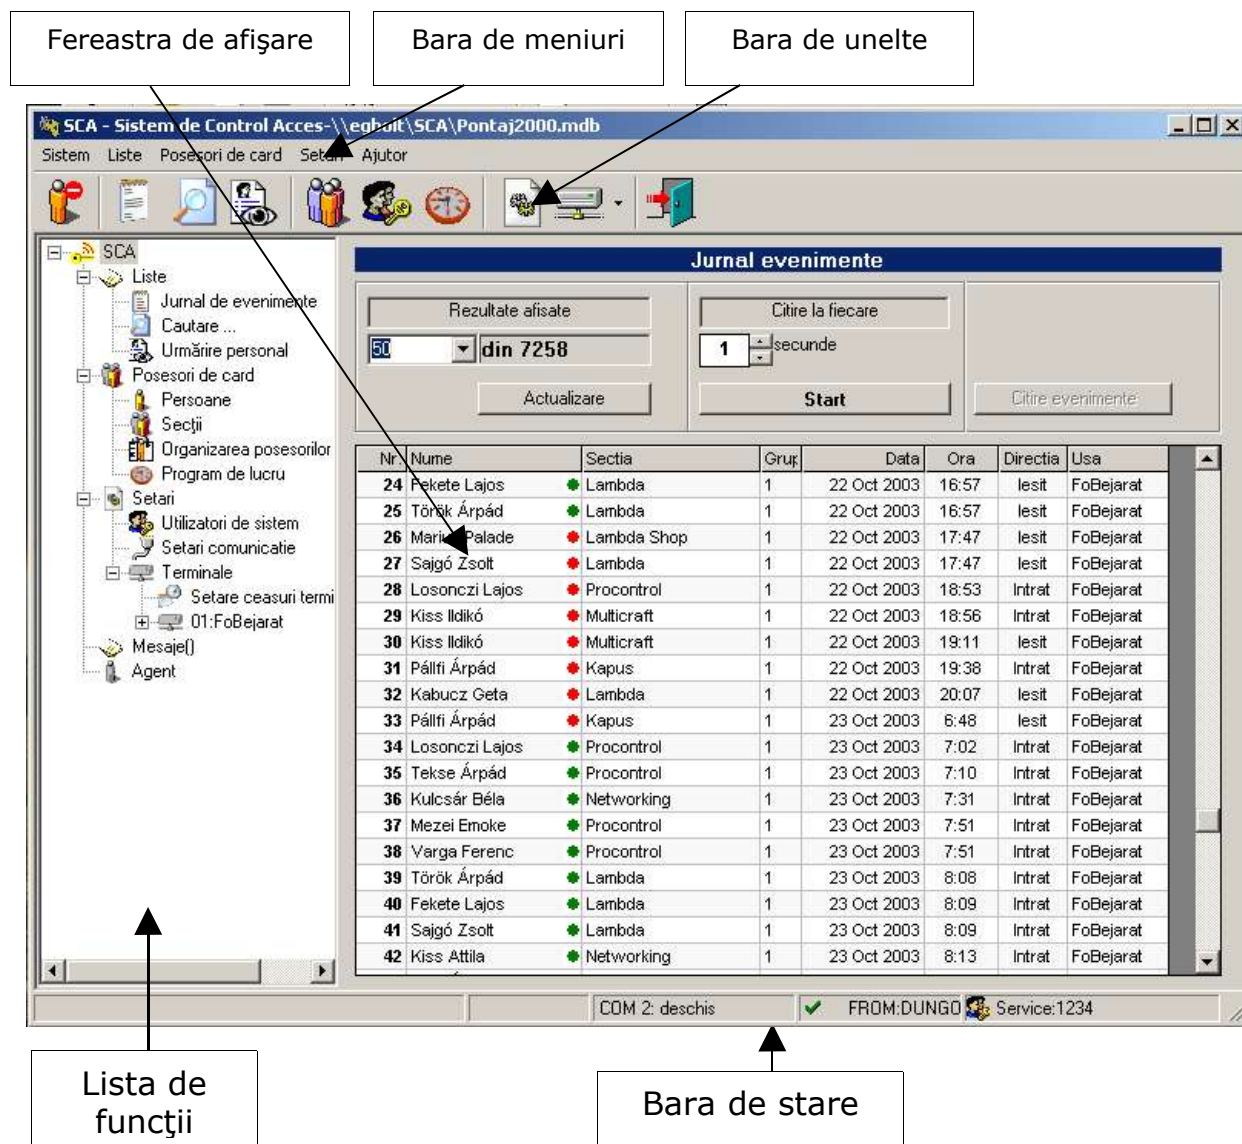 Fereastra de afişare
Bara de meniuri
Bara de unelte
SCA - Sistem de Control Acces-\\egboit\SCA\Pontaj2000.mdb
Sistem Liste Posesori de card Setari Ajutor
SCA
Liste
Jurnal de evenimente
Cautare ...
Urmărire personal
Posesori de card
Persoane
Secţii
Organizarea posesorilor
Program de lucru
Setari
Utilizatori de sistem
Setari comunicatie
Terminale
Setare ceasuri termi
01:FoBejarat
Mesaje()
Agent
Jurnal evenimente
Rezultate afisate
50 din 7258
Actualizare
Citire la fiecare
1 secunde
Start
Citire evenimente
Nr. Nume Sectia Grup Data Ora Directia Usa
24 Fekete Lajos Lambda 1 22 Oct 2003 16:57 Iesit FoBejarat
25 Török Árpád Lambda 1 22 Oct 2003 16:57 Iesit FoBejarat
26 Marius Palade Lambda Shop 1 22 Oct 2003 17:47 Iesit FoBejarat
27 Sajgó Zsolt Lambda 1 22 Oct 2003 17:47 Iesit FoBejarat
28 Losonczi Lajos Procontrol 1 22 Oct 2003 18:53 Intrat FoBejarat
29 Kiss Ildikó Multicraft 1 22 Oct 2003 18:56 Intrat FoBejarat
30 Kiss Ildikó Multicraft 1 22 Oct 2003 19:11 Iesit FoBejarat
31 Pállfi Árpád Kapus 1 22 Oct 2003 19:38 Intrat FoBejarat
32 Kabucz Geta Lambda 1 22 Oct 2003 20:07 Iesit FoBejarat
33 Pállfi Árpád Kapus 1 23 Oct 2003 6:48 Iesit FoBejarat
34 Losonczi Lajos Procontrol 1 23 Oct 2003 7:02 Intrat FoBejarat
35 Tekse Árpád Procontrol 1 23 Oct 2003 7:10 Intrat FoBejarat
36 Kulcsár Béla Networking 1 23 Oct 2003 7:31 Intrat FoBejarat
37 Mezei Emoke Procontrol 1 23 Oct 2003 7:51 Intrat FoBejarat
38 Varga Ferenc Procontrol 1 23 Oct 2003 7:51 Intrat FoBejarat
39 Török Árpád Lambda 1 23 Oct 2003 8:08 Intrat FoBejarat
40 Fekete Lajos Lambda 1 23 Oct 2003 8:09 Intrat FoBejarat
41 Sajgó Zsolt Lambda 1 23 Oct 2003 8:09 Intrat FoBejarat
42 Kiss Attila Networking 1 23 Oct 2003 8:13 Intrat FoBejarat
COM 2: deschis FROM:DUNGO Service:1234
Lista de
funcţii
Bara de stare